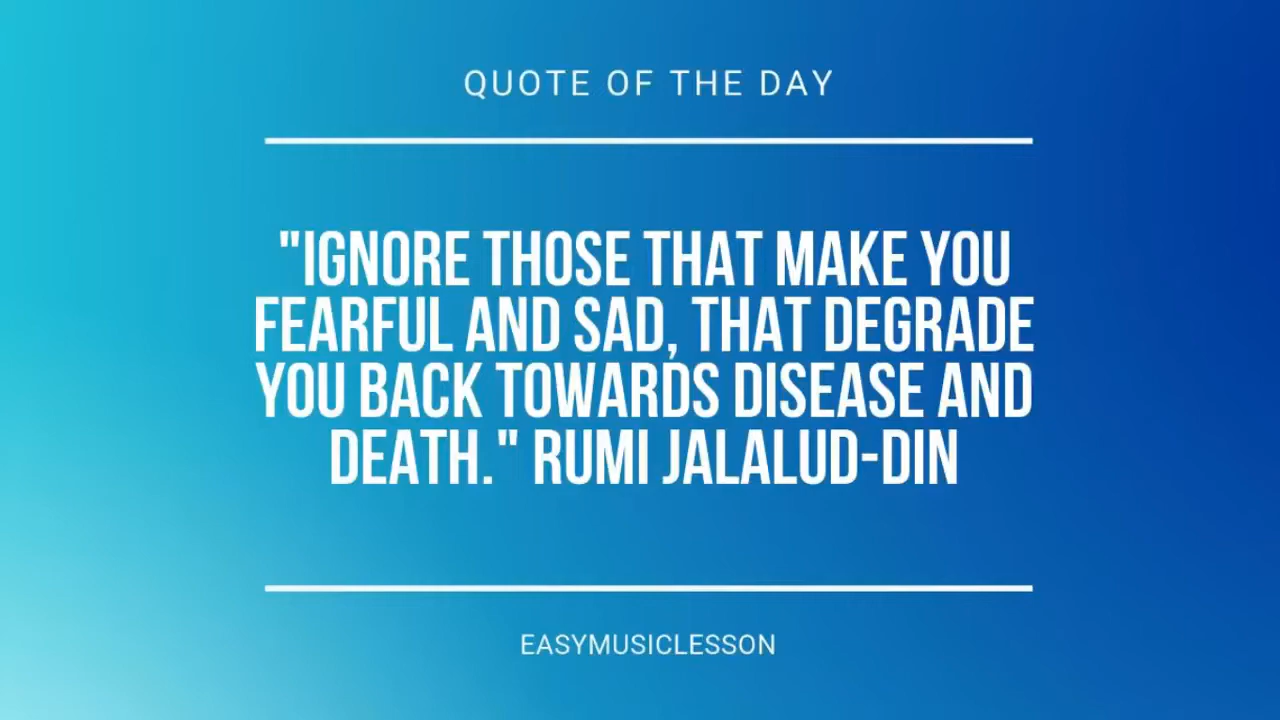 QUOTE OF THE DAY
"IGNORE THOSE THAT MAKE YOU
FEARFUL AND SAD, THAT DEGRADE
YOU BACK TOWARDS DISEASE AND
DEATH." RUMI JALALUD-DIN
EASYMUSICLESSON